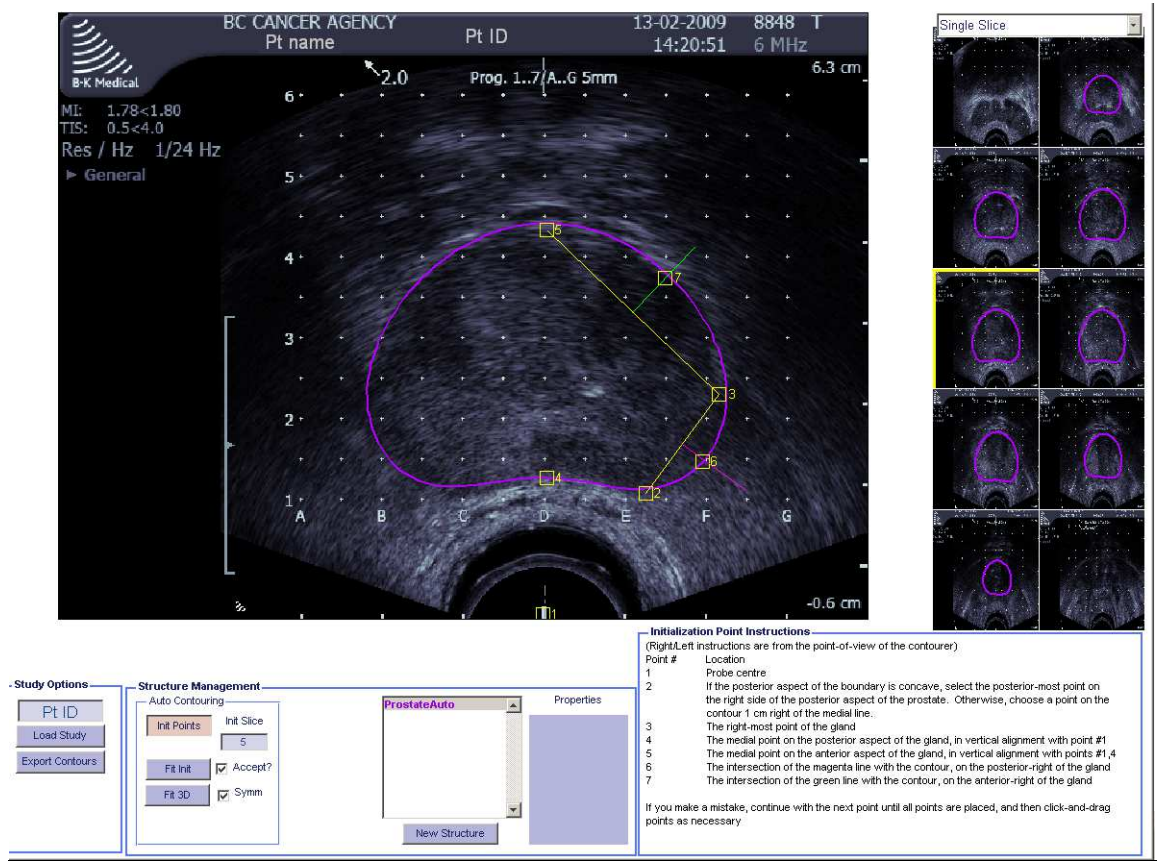 BC CANCER AGENCY
Pt name
Pt ID
13-02-2009 8848 T
14:20:51 6 MHz
B-K Medical
2.0
Prog. 1..7/A..G 5mm
6.3 cm
MI: 1.78<1.80
TIS: 0.5<4.0
Res / Hz 1/24 Hz
► General
6
5
4
3
2
1
5
7
3
6
4
2
A B C D E F G
1
-0.6 cm
Single Slice
Study Options
Pt ID
Load Study
Export Contours
Structure Management
Auto Contouring
Init Points
Init Slice
5
Fit Init
Accept?
Fit 3D
Symm
ProstateAuto
New Structure
Properties
Initialization Point Instructions
(Right/Left instructions are from the point-of-view of the contourer)
Point # Location
1 Probe centre
2 If the posterior aspect of the boundary is concave, select the posterior-most point on
the right side of the posterior aspect of the prostate. Otherwise, choose a point on the
contour 1 cm right of the medial line.
3 The right-most point of the gland
4 The medial point on the posterior aspect of the gland, in vertical alignment with point #1
5 The medial point on the anterior aspect of the gland, in vertical alignment with points #1,4
6 The intersection of the magenta line with the contour, on the posterior-right of the gland
7 The intersection of the green line with the contour, on the anterior-right of the gland
If you make a mistake, continue with the next point until all points are placed, and then click-and-drag
points as necessary